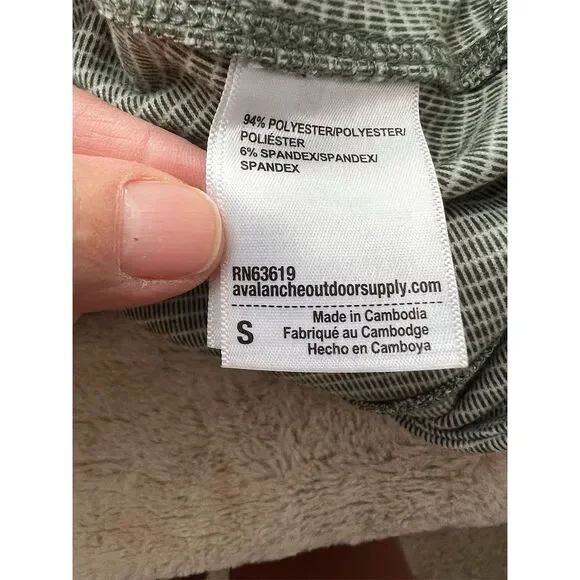 94% POLYESTER/POLYESTER/
POLIÉSTER
6% SPANDEX/SPANDEX/
SPANDEX
RN63619
avalancheoutdoorsupply.com
S
Made in Cambodia
Fabriqué au Cambodge
Hecho en Camboya